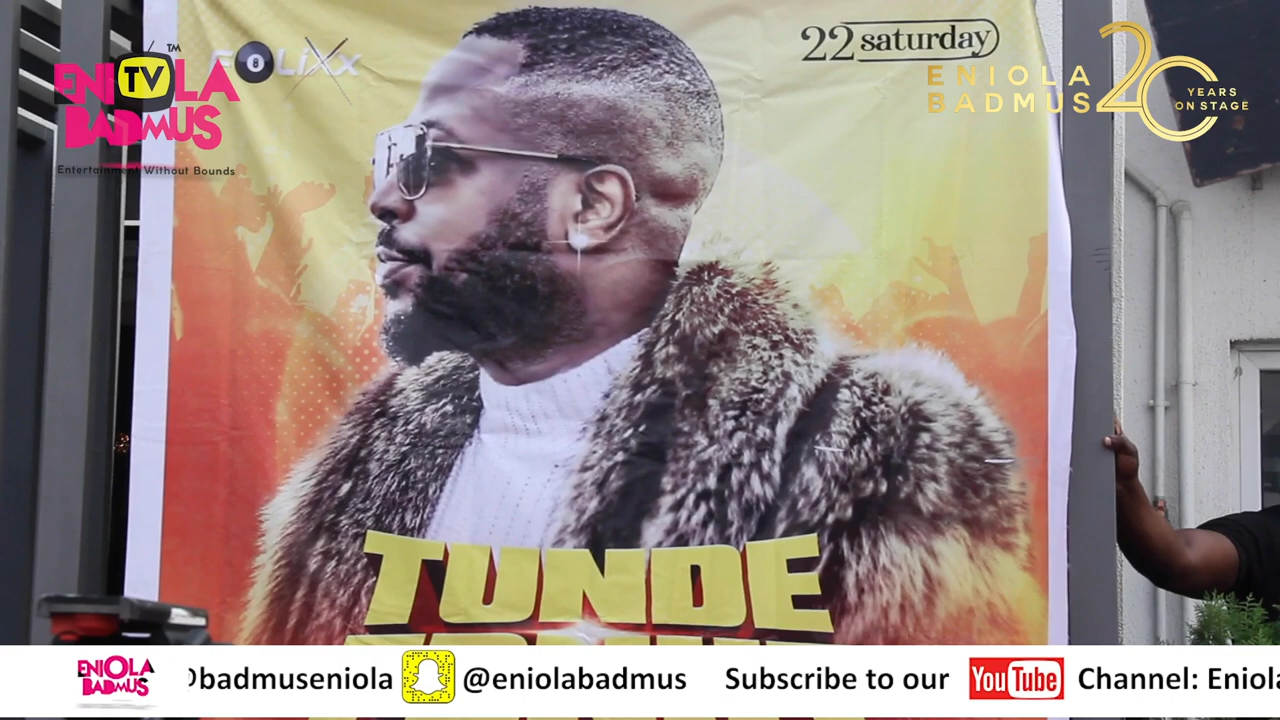 ENIOLA
TV
BADMUS
TM
Entertainment Without Bounds
22 saturday
ENIOLA
BADMUS
20
YEARS
ON STAGE
TUNDE
ENIOLA
BADMUS
badmuseniola
@eniolabadmus
Subscribe to our
YouTube
Channel: Eniola